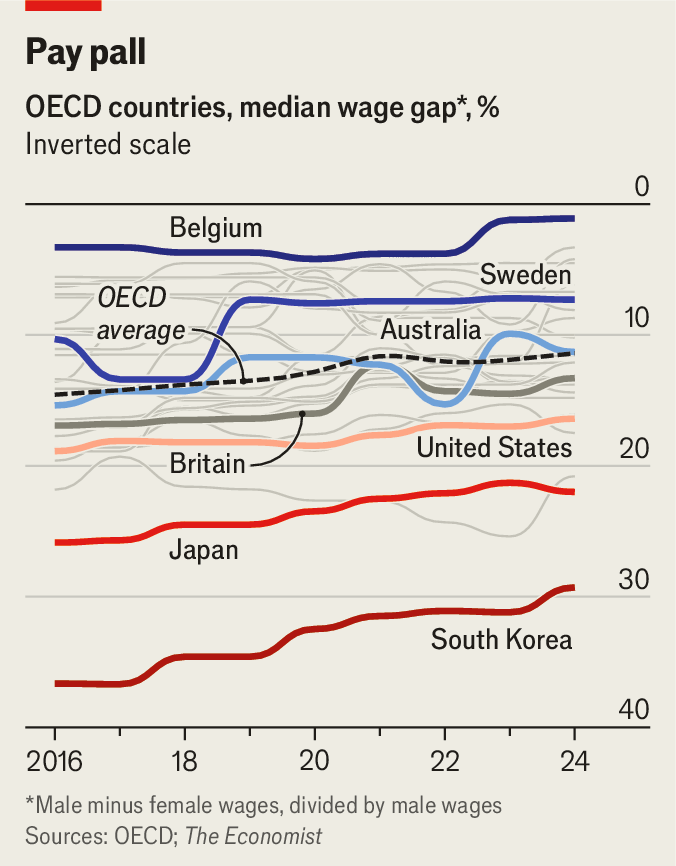 Pay pall
OECD countries, median wage gap*, %
Inverted scale
0
Belgium
Sweden
OECD
average
10
Australia
United States
Britain
20
Japan
30
South Korea
40
2016
18
20
22
24
*Male minus female wages, divided by male wages
Sources: OECD; The Economist